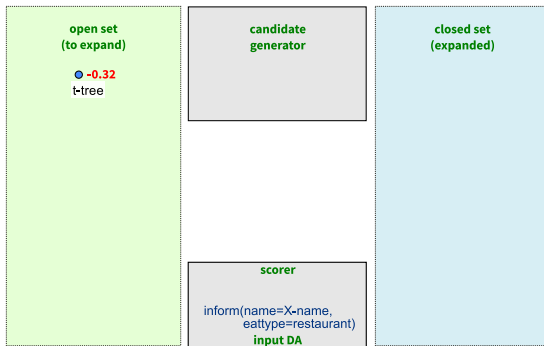 open set
(to expand)
-0.32
t-tree
candidate
generator
closed set
(expanded)
scorer
inform(name=X-name,
eattype=restaurant)
input DA